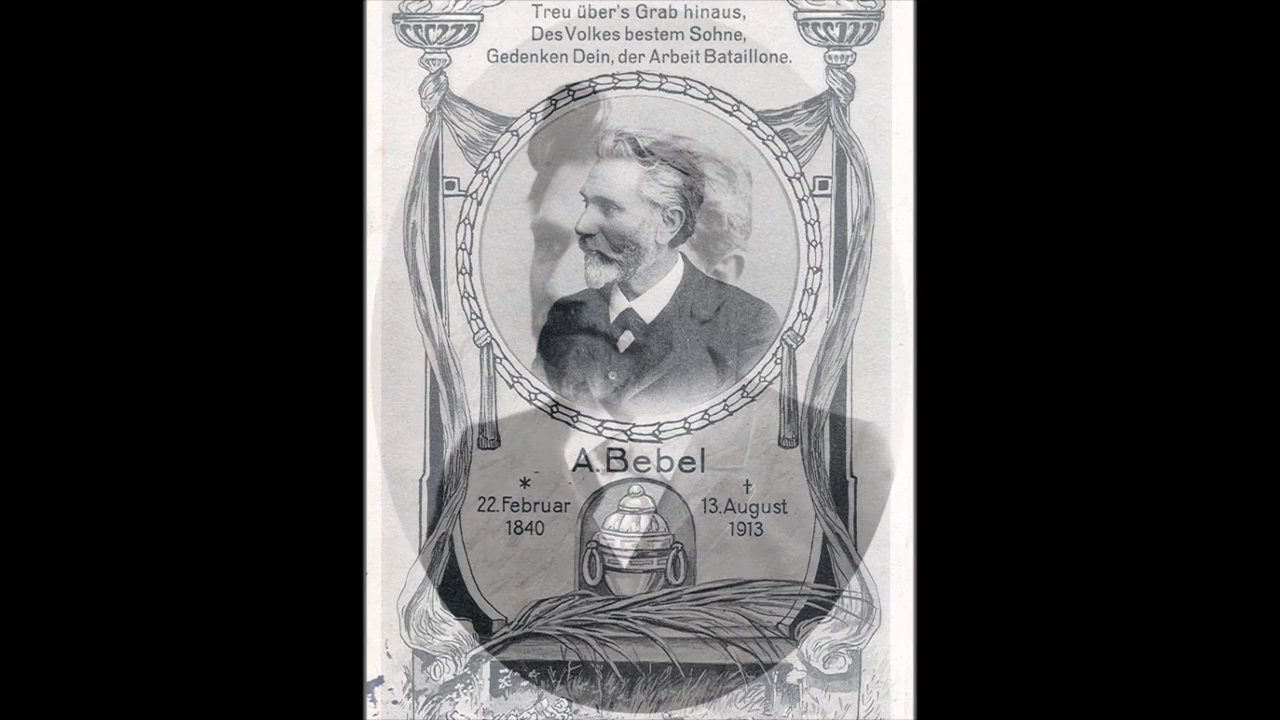 Treu über's Grab hinaus,
Des Volkes bestem Sohne,
Gedenken Dein, der Arbeit Bataillone.
A. Bebel
* †
22. Februar 13. August
1840 1913